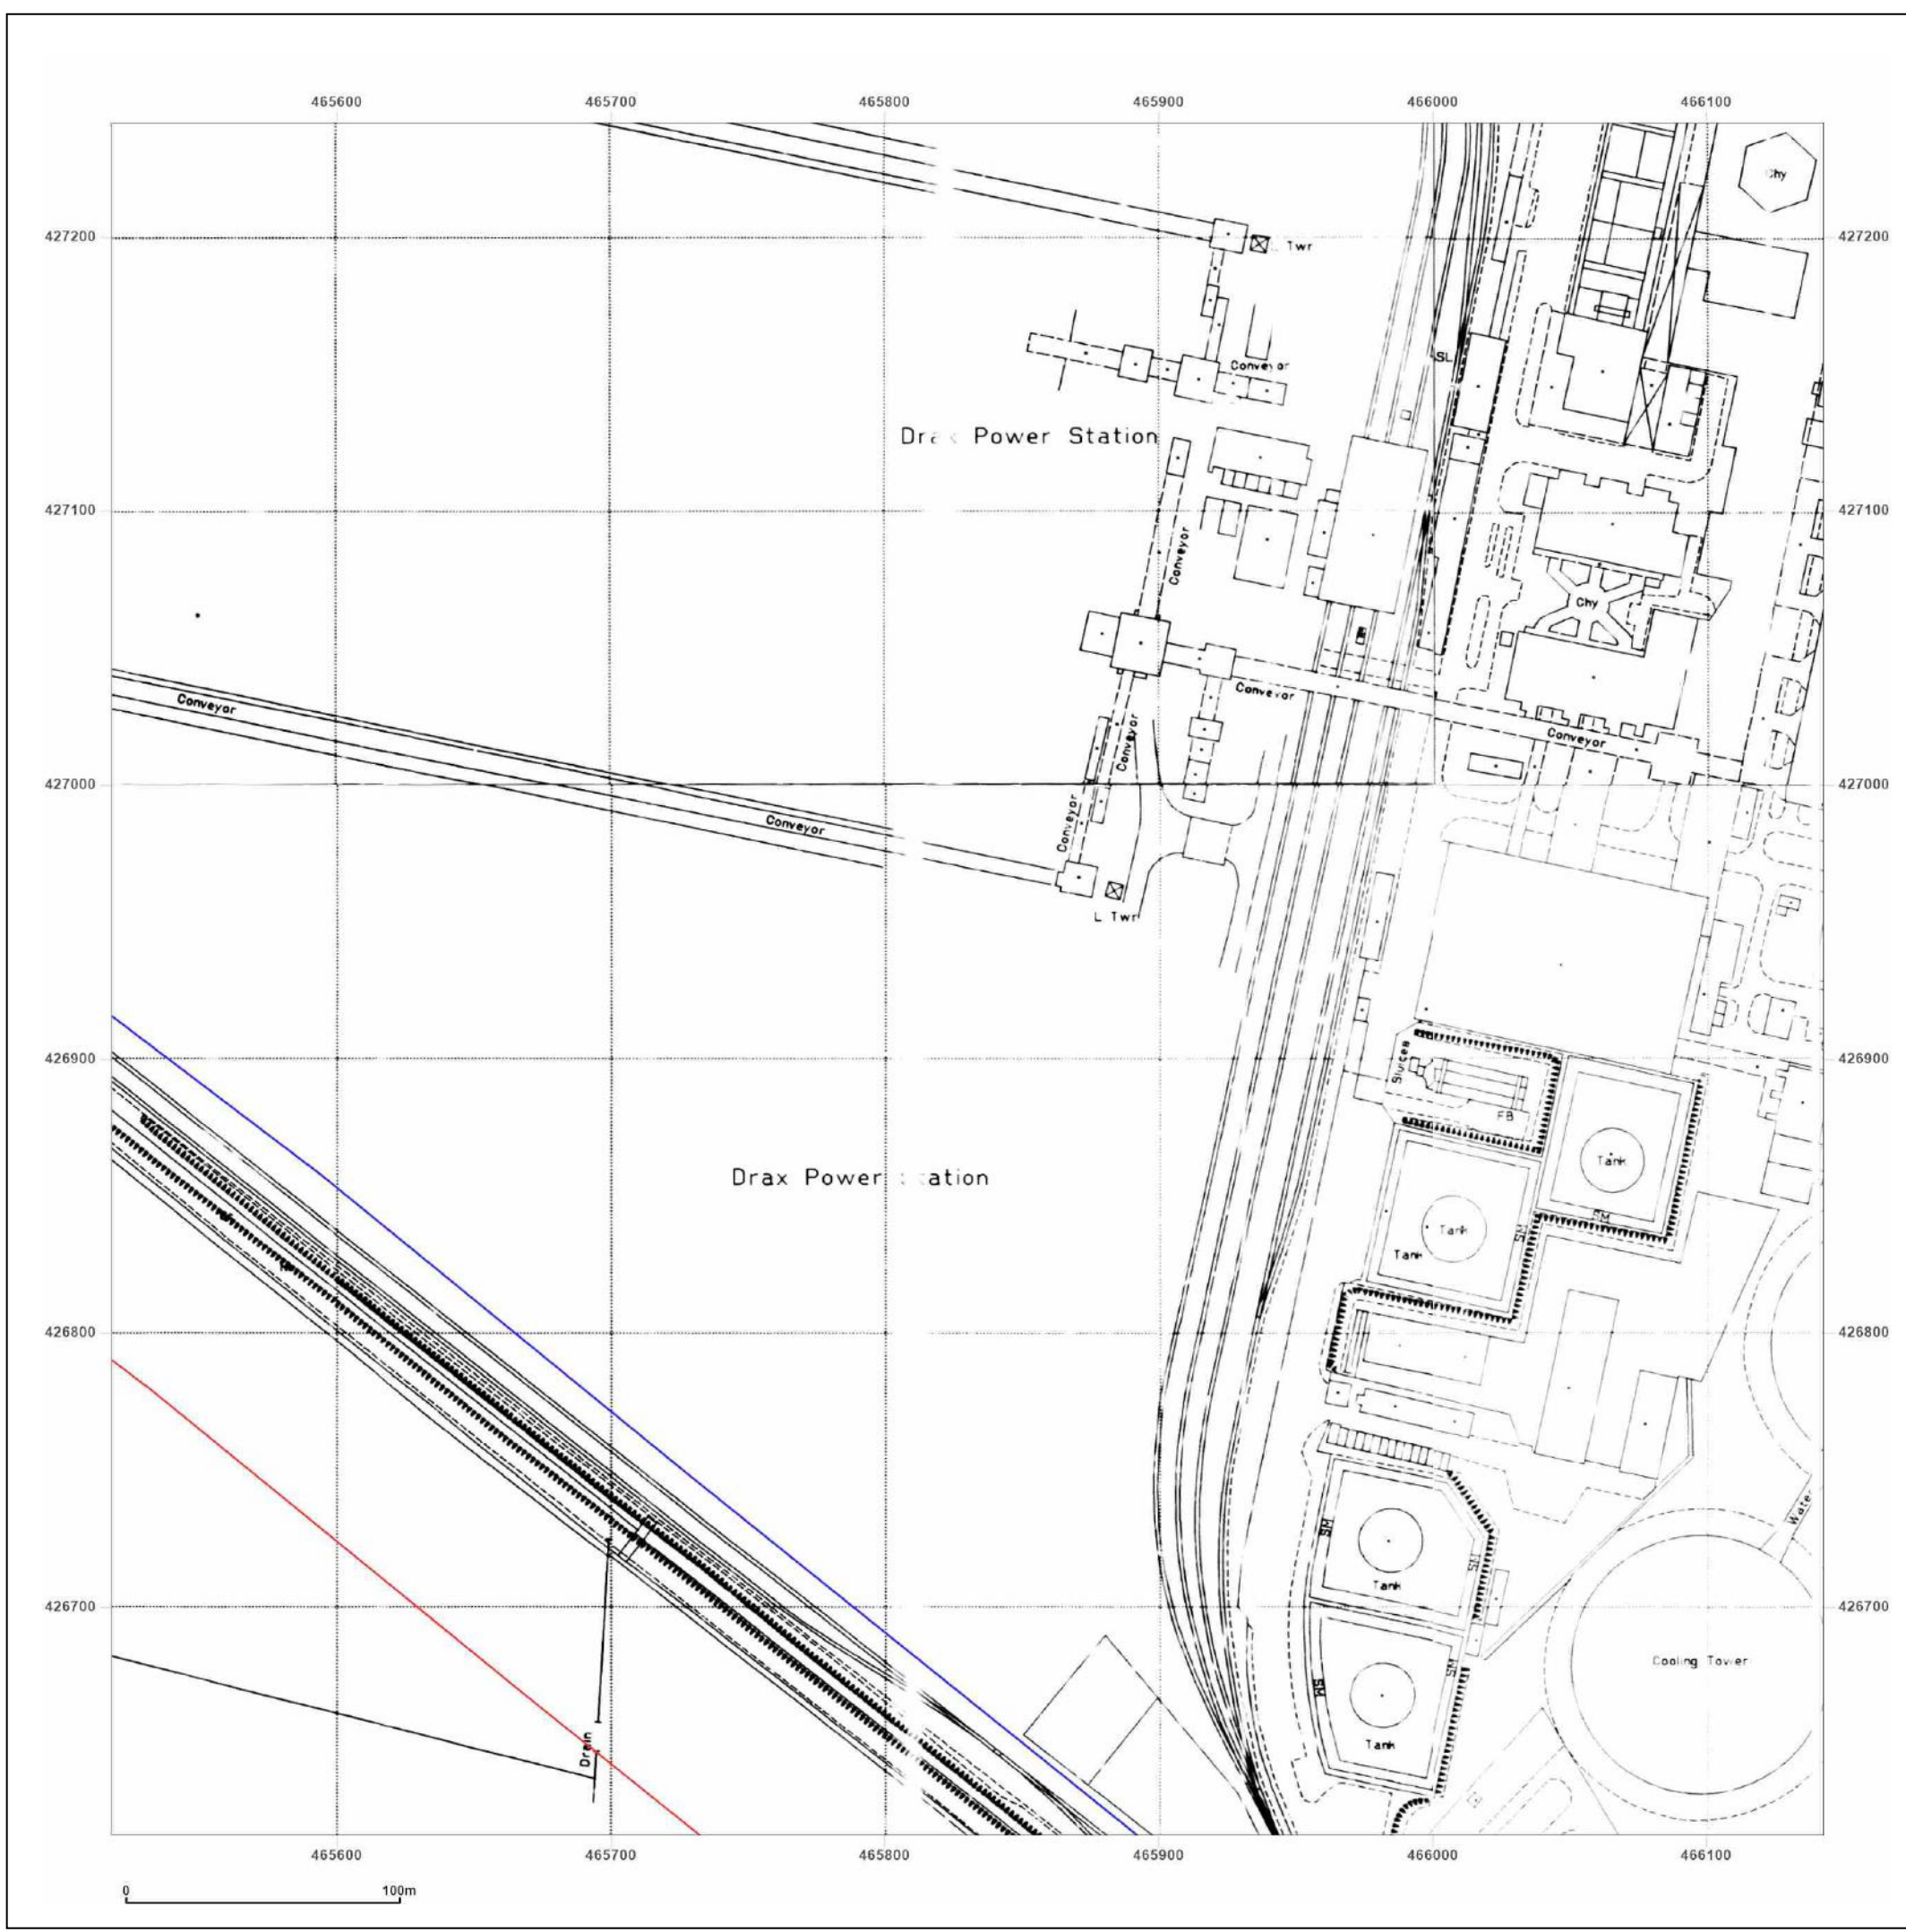 465600 465700 465800 465900 466000 466100
Chy
427200 427200
L Twr
SL
Conveyor
Drax Power Station
427100 427100
Conveyor
Chy
Conveyor
Conveyor
Conveyor
Conveyor
427000 427000
Conveyor
Conveyor
L Twr
426900 426900
Sluices
FB
Tank
Drax Power ation
SM
Tank
SM
Tank
426800 426800
Water
SM
SM
Tank
426700 426700
Cooling Tower
SM
SM
Drain
Tank
465600 465700 465800 465900 466000 466100
0 100m